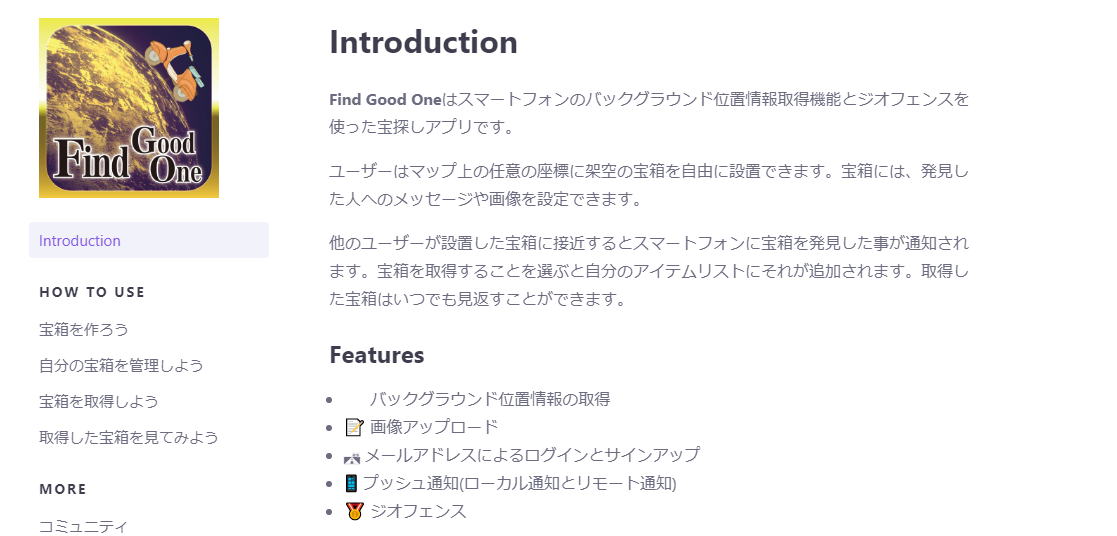 Find Good One
Introduction
HOW TO USE
宝箱を作ろう
自分の宝箱を管理しよう
宝箱を取得しよう
取得した宝箱を見てみよう
MORE
コミュニティ
Introduction
Find Good Oneはスマートフォンのバックグラウンド位置情報取得機能とジオフェンスを
使った宝探しアプリです。
ユーザーはマップ上の任意の座標に架空の宝箱を自由に設置できます。宝箱には、発見し
た人へのメッセージや画像を設定できます。
他のユーザーが設置した宝箱に接近するとスマートフォンに宝箱を発見した事が通知され
ます。宝箱を取得することを選ぶと自分のアイテムリストにそれが追加されます。取得し
た宝箱はいつでも見返すことができます。
Features
バックグラウンド位置情報の取得
画像アップロード
メールアドレスによるログインとサインアップ
プッシュ通知(ローカル通知とリモート通知)
ジオフェンス